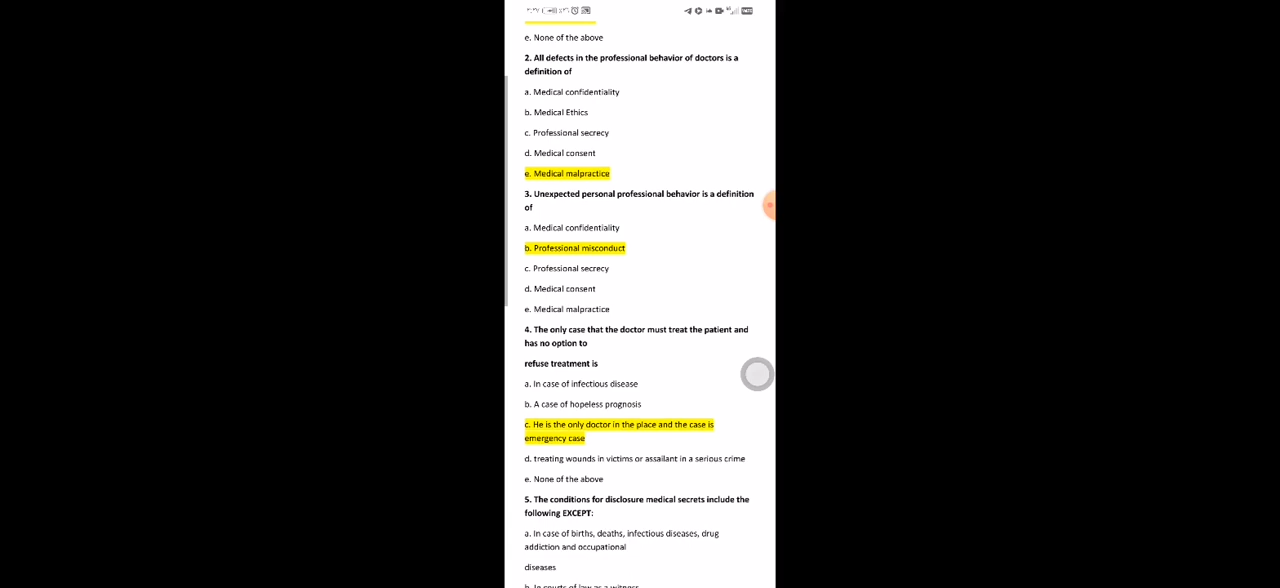 e. None of the above
2. All defects in the professional behavior of doctors is a
definition of
a. Medical confidentiality
b. Medical Ethics
c. Professional secrecy
d. Medical consent
e. Medical malpractice
3. Unexpected personal professional behavior is a definition
of
a. Medical confidentiality
b. Professional misconduct
c. Professional secrecy
d. Medical consent
e. Medical malpractice
4. The only case that the doctor must treat the patient and
has no option to
refuse treatment is
a. In case of infectious disease
b. A case of hopeless prognosis
c. He is the only doctor in the place and the case is
emergency case
d. treating wounds in victims or assailant in a serious crime
e. None of the above
5. The conditions for disclosure medical secrets include the
following EXCEPT:
a. In case of births, deaths, infectious diseases, drug
addiction and occupational
diseases
b. In courts of law as a witness